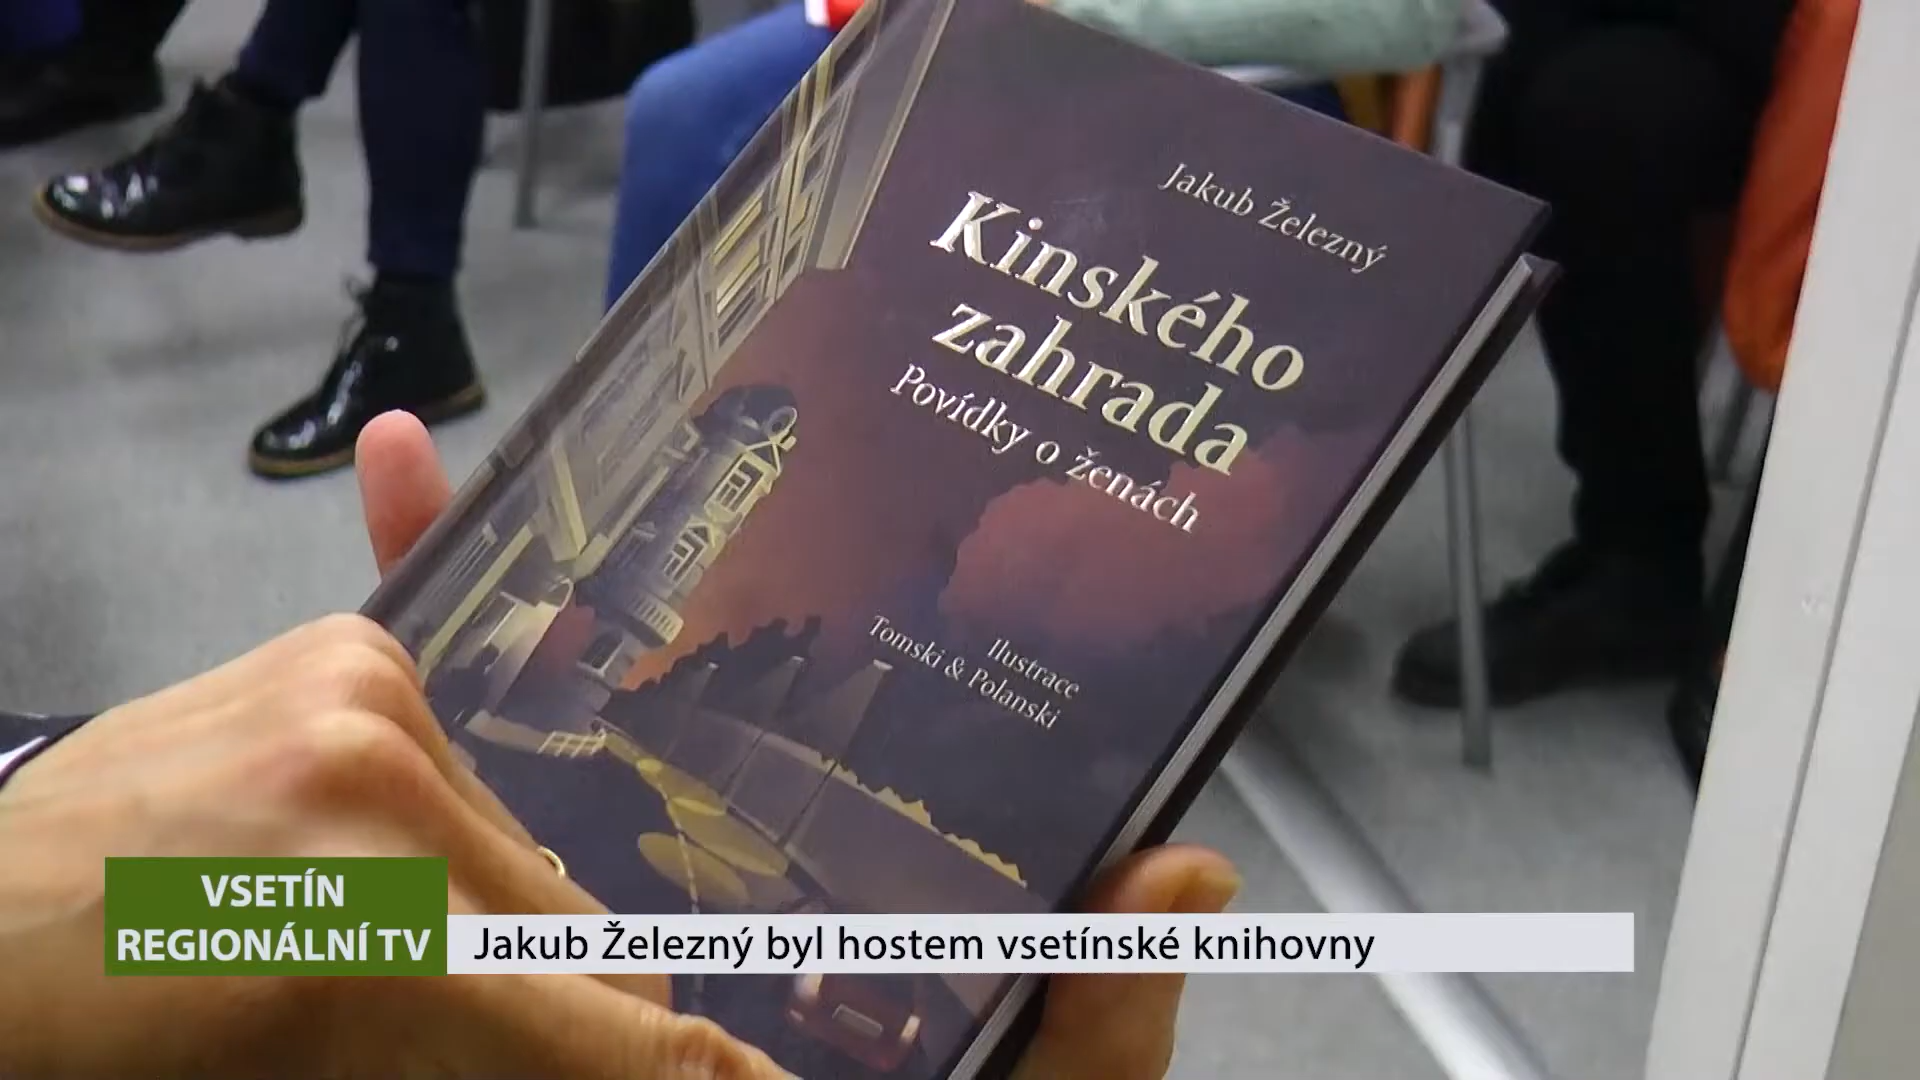 Jakub Železný
Kinského
zahrada
Povídky o ženách
Ilustrace
Tomski & Polanski
VSETÍN
REGIONÁLNÍ TV
Jakub Železný byl hostem vsetínské knihovny